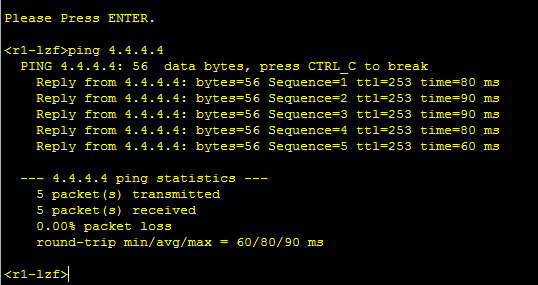 Please Press ENTER.
<r1-lzf>ping 4.4.4.4
PING 4.4.4.4: 56  data bytes, press CTRL_C to break
Reply from 4.4.4.4: bytes=56 Sequence=1 ttl=253 time=80 ms
Reply from 4.4.4.4: bytes=56 Sequence=2 ttl=253 time=90 ms
Reply from 4.4.4.4: bytes=56 Sequence=3 ttl=253 time=90 ms
Reply from 4.4.4.4: bytes=56 Sequence=4 ttl=253 time=80 ms
Reply from 4.4.4.4: bytes=56 Sequence=5 ttl=253 time=60 ms
--- 4.4.4.4 ping statistics ---
5 packet(s) transmitted
5 packet(s) received
0.00% packet loss
round-trip min/avg/max = 60/80/90 ms
<r1-lzf>